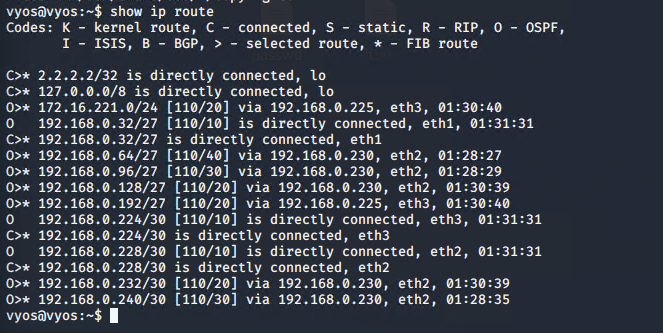 vyos@vyos:~$ show ip route
Codes: K - kernel route, C - connected, S - static, R - RIP, O - OSPF,
       I - ISIS, B - BGP, > - selected route, * - FIB route
C>* 2.2.2.2/32 is directly connected, lo
C>* 127.0.0.0/8 is directly connected, lo
O>* 172.16.221.0/24 [110/20] via 192.168.0.225, eth3, 01:30:40
O   192.168.0.32/27 [110/10] is directly connected, eth1, 01:31:31
C>* 192.168.0.32/27 is directly connected, eth1
O>* 192.168.0.64/27 [110/40] via 192.168.0.230, eth2, 01:28:27
O>* 192.168.0.96/27 [110/30] via 192.168.0.230, eth2, 01:28:29
O>* 192.168.0.128/27 [110/20] via 192.168.0.230, eth2, 01:30:39
O>* 192.168.0.192/27 [110/20] via 192.168.0.225, eth3, 01:30:40
O   192.168.0.224/30 [110/10] is directly connected, eth3, 01:31:31
C>* 192.168.0.224/30 is directly connected, eth3
O   192.168.0.228/30 [110/10] is directly connected, eth2, 01:31:31
C>* 192.168.0.228/30 is directly connected, eth2
O>* 192.168.0.232/30 [110/20] via 192.168.0.230, eth2, 01:30:39
O>* 192.168.0.240/30 [110/30] via 192.168.0.230, eth2, 01:28:35
vyos@vyos:~$